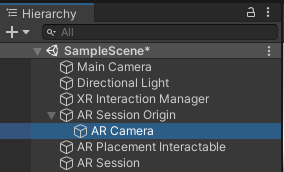 Hierarchy
All
SampleScene*
Main Camera
Directional Light
XR Interaction Manager
AR Session Origin
AR Camera
AR Placement Interactable
AR Session